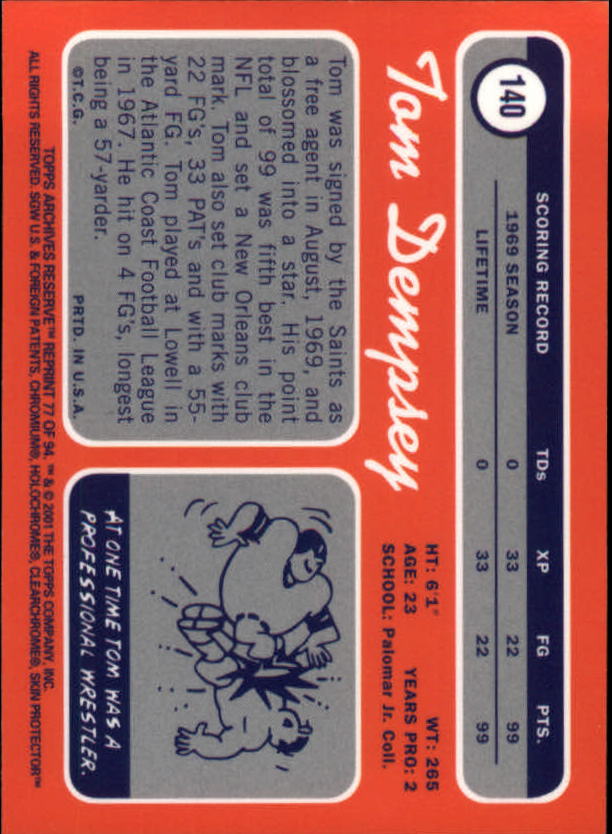 140
SCORING RECORD TDs XP FG PTS.
1969 SEASON 0 33 22 99
LIFETIME 0 33 22 99
Tom Dempsey
HT: 6'1" WT: 265
AGE: 23 YEARS PRO: 2
SCHOOL: Palomar Jr. Coll.
Tom was signed by the Saints as
a free agent in August, 1969, and
blossomed into a star. His point
total of 99 was fifth best in the
NFL and set a New Orleans club
mark. Tom also set club marks with
22 FG's, 33 PAT's and with a 55-
yard FG. Tom played at Lowell in
the Atlantic Coast Football League
in 1967. He hit on 4 FG's, longest
being a 57-yarder.
©T.C.G. PRTD. IN U.S.A.
AT ONE TIME TOM WAS A
PROFESSIONAL WRESTLER.
TOPPS ARCHIVES RESERVE™ REPRINT 77 OF 94. ™ & © 2001 THE TOPPS COMPANY, INC.
ALL RIGHTS RESERVED. SGW U.S. & FOREIGN PATENTS, CHROMIUM®, HOLOCHROME®, CLEARCHROME®, SKIN PROTECTOR™